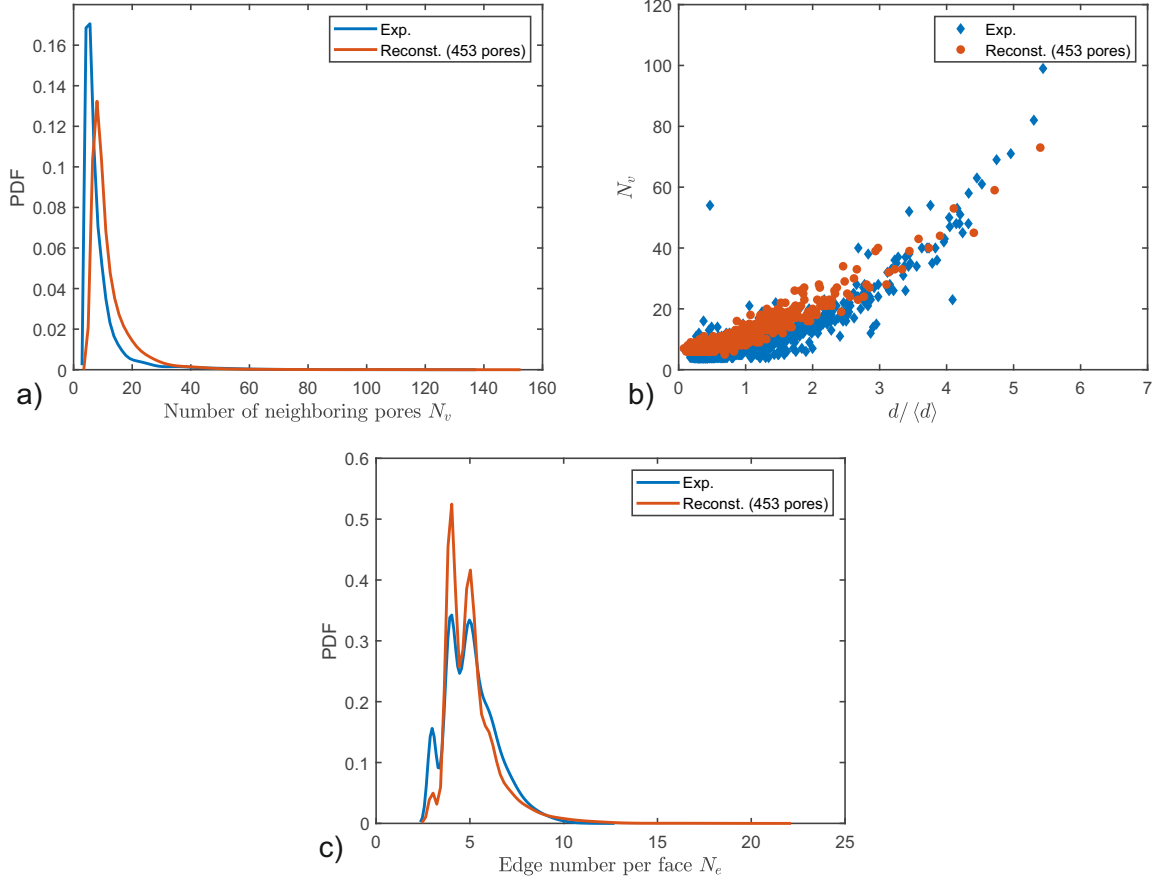 Exp.
Reconst. (453 pores)
PDF
0.16
0.14
0.12
0.1
0.08
0.06
0.04
0.02
0
0 20 40 60 80 100 120 140 160
Number of neighboring pores N_v
a)
Exp.
Reconst. (453 pores)
N_v
120
100
80
60
40
20
0
0 1 2 3 4 5 6 7
d/ ⟨d⟩
b)
Exp.
Reconst. (453 pores)
PDF
0.6
0.5
0.4
0.3
0.2
0.1
0
0 5 10 15 20 25
Edge number per face N_e
c)